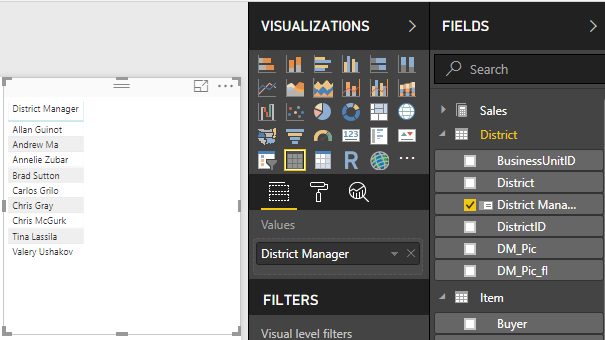 District Manager
Allan Guinot
Andrew Ma
Annelie Zubar
Brad Sutton
Carlos Grilo
Chris Gray
Chris McGurk
Tina Lassila
Valery Ushakov
VISUALIZATIONS
123
R
Values
District Manager
FILTERS
Visual level filters
FIELDS
Search
Sales
District
BusinessUnitID
District
District Mana...
DistrictID
DM_Pic
DM_Pic_fl
Item
Buyer